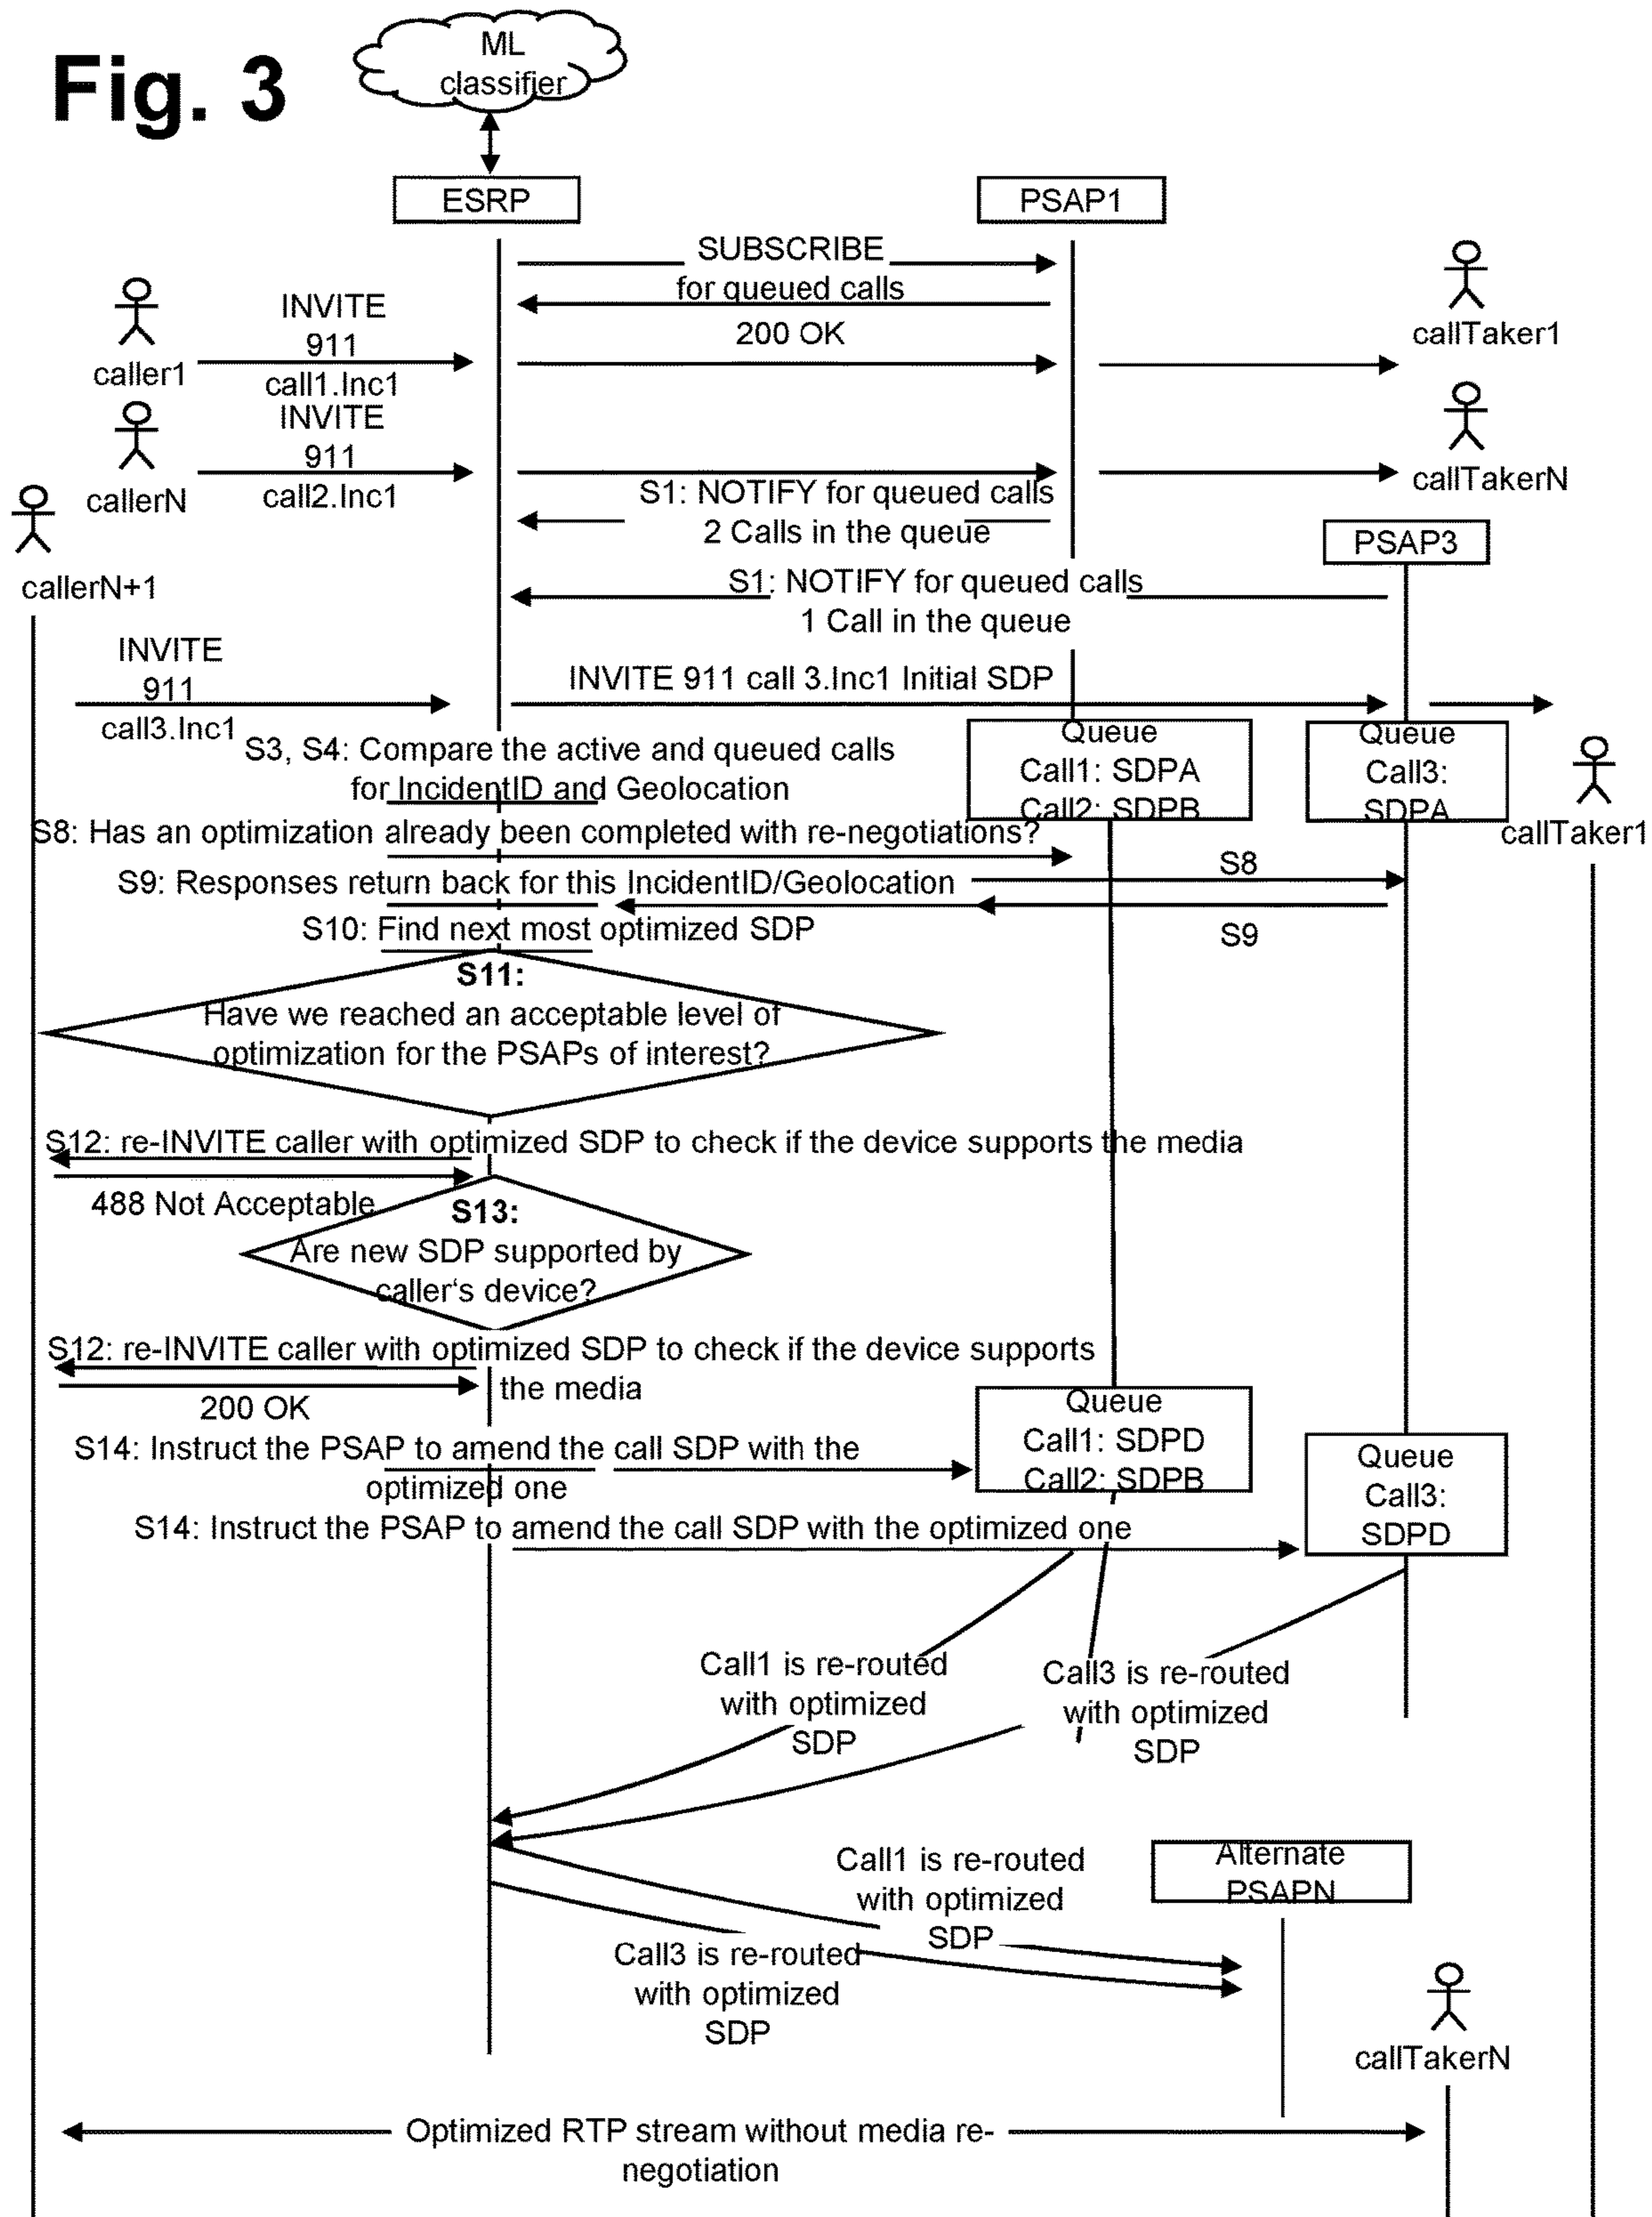 Fig. 3
ML
classifier
ESRP
PSAP1
SUBSCRIBE
for queued calls
200 OK
INVITE
911
call1.Inc1
caller1
callTaker1
INVITE
911
call2.Inc1
callerN
callTakerN
S1: NOTIFY for queued calls
2 Calls in the queue
PSAP3
callerN+1
S1: NOTIFY for queued calls
1 Call in the queue
INVITE
911
call3.Inc1
INVITE 911 call 3.Inc1 Initial SDP
S3, S4: Compare the active and queued calls
for IncidentID and Geolocation
Queue
Call1: SDPA
Call2: SDPB
Queue
Call3:
SDPA
callTaker1
S8: Has an optimization already been completed with re-negotiations?
S8
S9: Responses return back for this IncidentID/Geolocation
S9
S10: Find next most optimized SDP
S11:
Have we reached an acceptable level of
optimization for the PSAPs of interest?
S12: re-INVITE caller with optimized SDP to check if the device supports the media
488 Not Acceptable
S13:
Are new SDP supported by
caller's device?
S12: re-INVITE caller with optimized SDP to check if the device supports
the media
200 OK
Queue
Call1: SDPD
Call2: SDPB
S14: Instruct the PSAP to amend the call SDP with the
optimized one
Queue
Call3:
SDPD
S14: Instruct the PSAP to amend the call SDP with the optimized one
Call1 is re-routed
with optimized
SDP
Call3 is re-routed
with optimized
SDP
Call1 is re-routed
with optimized
SDP
Alternate
PSAPN
Call3 is re-routed
with optimized
SDP
callTakerN
Optimized RTP stream without media re-
negotiation